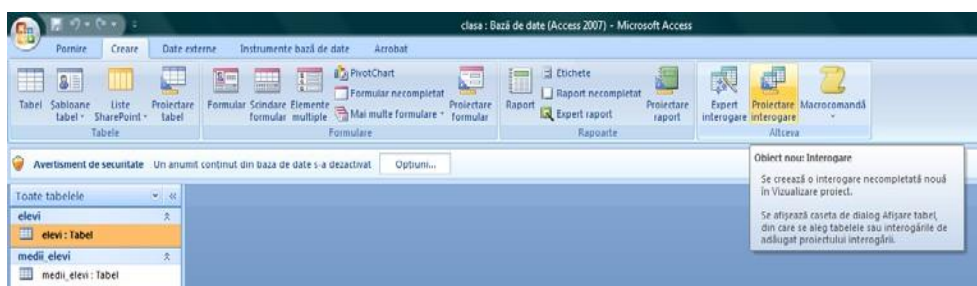 clasa : Bază de date (Access 2007) - Microsoft Access
Pornire Creare Date externe Instrumente bază de date Acrobat
Tabel
Șabloane tabel
Liste SharePoint
Proiectare tabel
Tabele
Formular
Scindare formular
Elemente multiple
PivotChart
Formular necompletat
Mai multe formulare
Proiectare formular
Formulare
Raport
Etichete
Raport necompletat
Expert raport
Proiectare raport
Rapoarte
Expert interogare
Proiectare interogare
Macrocomandă
Altceva
Avertisment de securitate Un anumit conținut din baza de date s-a dezactivat Opțiuni...
Toate tabelele
elevi
elevi : Tabel
medii_elevi
medii_elevi : Tabel
Obiect nou: Interogare
Se creează o interogare necompletată nouă
în Vizualizare proiect.
Se afișează caseta de dialog Afișare tabel,
din care se aleg tabelele sau interogările de
adăugat proiectului interogării.